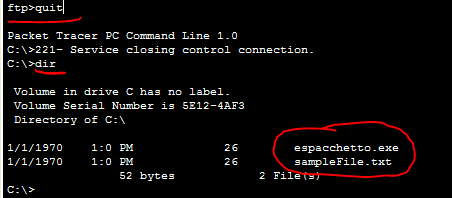 ftp>quit
Packet Tracer PC Command Line 1.0
C:\>221- Service closing control connection.
C:\>dir
Volume in drive C has no label.
Volume Serial Number is 5E12-4AF3
Directory of C:\
1/1/1970 1:0 PM 26 espacchetto.exe
1/1/1970 1:0 PM 26 sampleFile.txt
52 bytes 2 File(s)
C:\>